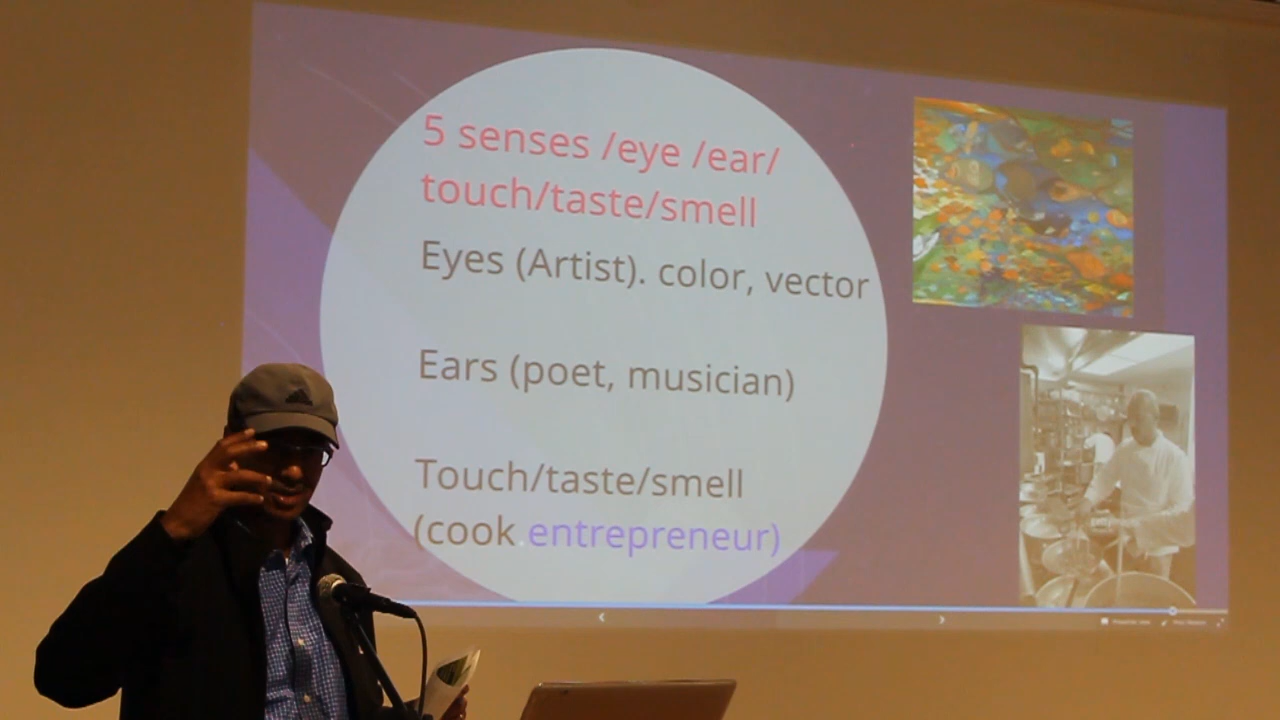 5 senses /eye /ear/
touch/taste/smell
Eyes (Artist). color, vector
Ears (poet, musician)
Touch/taste/smell
(cook.entrepreneur)